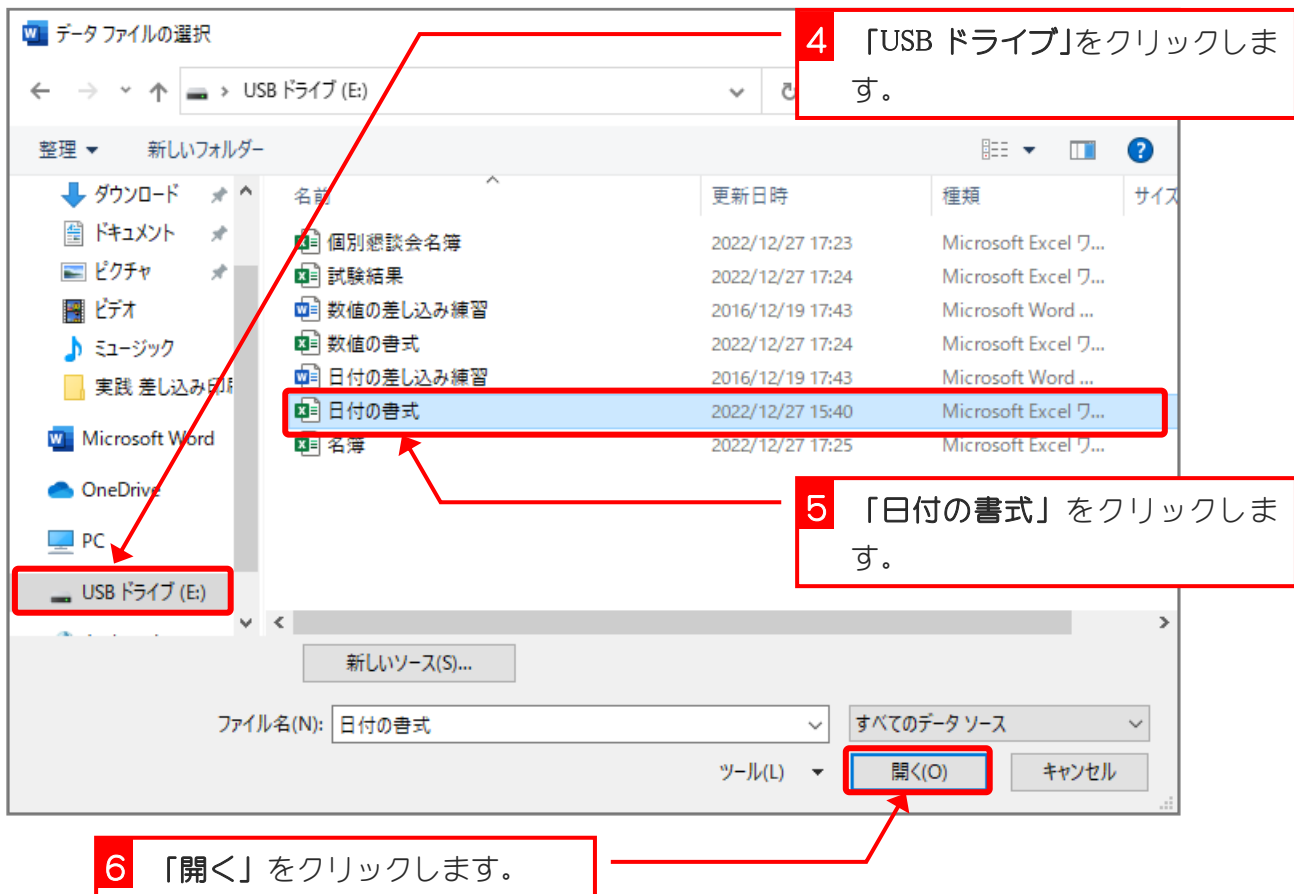 データ ファイルの選択
4 「USB ドライブ」をクリックしま
す。
USB ドライブ (E:)
整理 新しいフォルダー
名前 更新日時 種類 サイズ
ダウンロード
ドキュメント
ピクチャ
ビデオ
ミュージック
実践 差し込み印刷
Microsoft Word
OneDrive
PC
USB ドライブ (E:)
個別懇談会名簿 2022/12/27 17:23 Microsoft Excel ワ...
試験結果 2022/12/27 17:24 Microsoft Excel ワ...
数値の差し込み練習 2016/12/19 17:43 Microsoft Word ...
数値の書式 2022/12/27 17:24 Microsoft Excel ワ...
日付の差し込み練習 2016/12/19 17:43 Microsoft Word ...
日付の書式 2022/12/27 15:40 Microsoft Excel ワ...
名簿 2022/12/27 17:25 Microsoft Excel ワ...
5 「日付の書式」をクリックしま
す。
新しいソース(S)...
ファイル名(N): 日付の書式 すべてのデータ ソース
ツール(L) 開く(O) キャンセル
6 「開く」をクリックします。